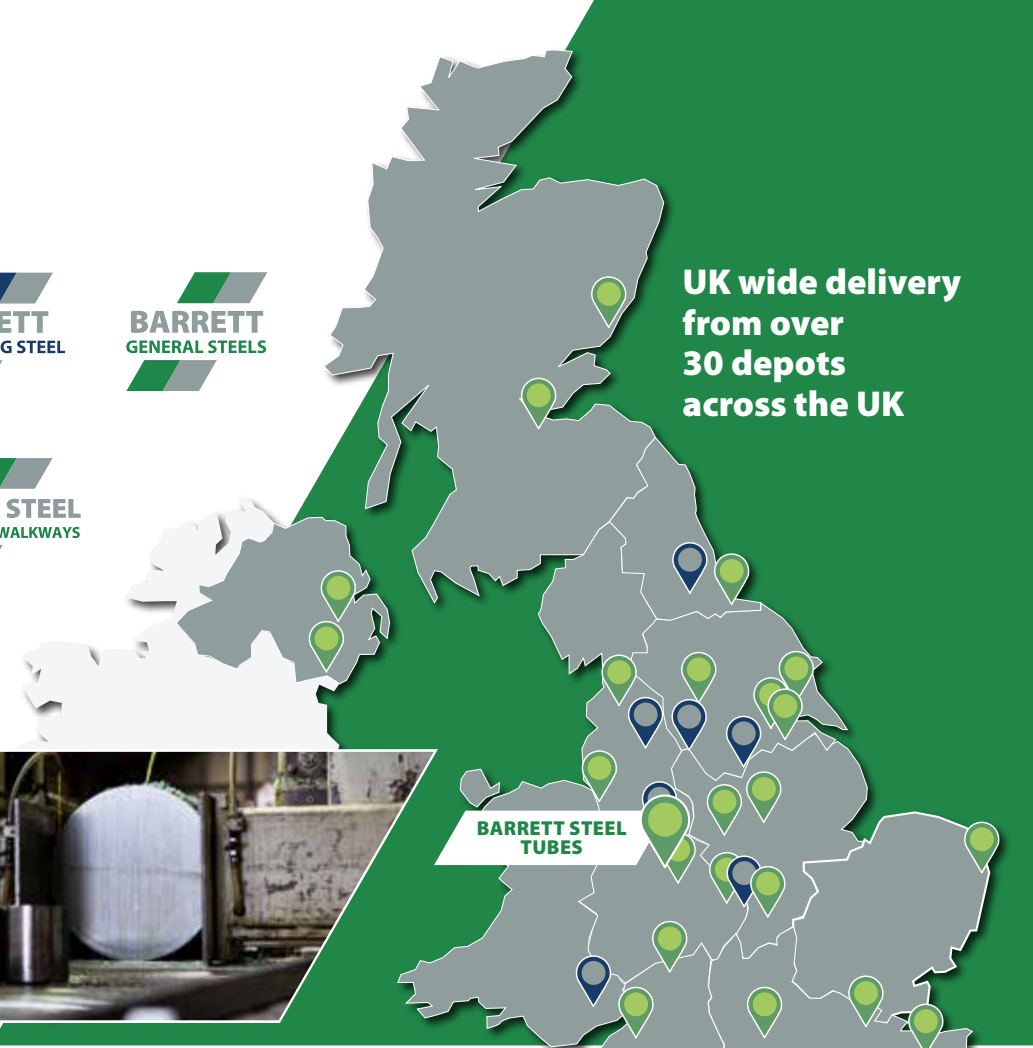 ETT
G STEEL
BARRETT
GENERAL STEELS
STEEL
WALKWAYS
UK wide delivery
from over
30 depots
across the UK
BARRETT STEEL
TUBES